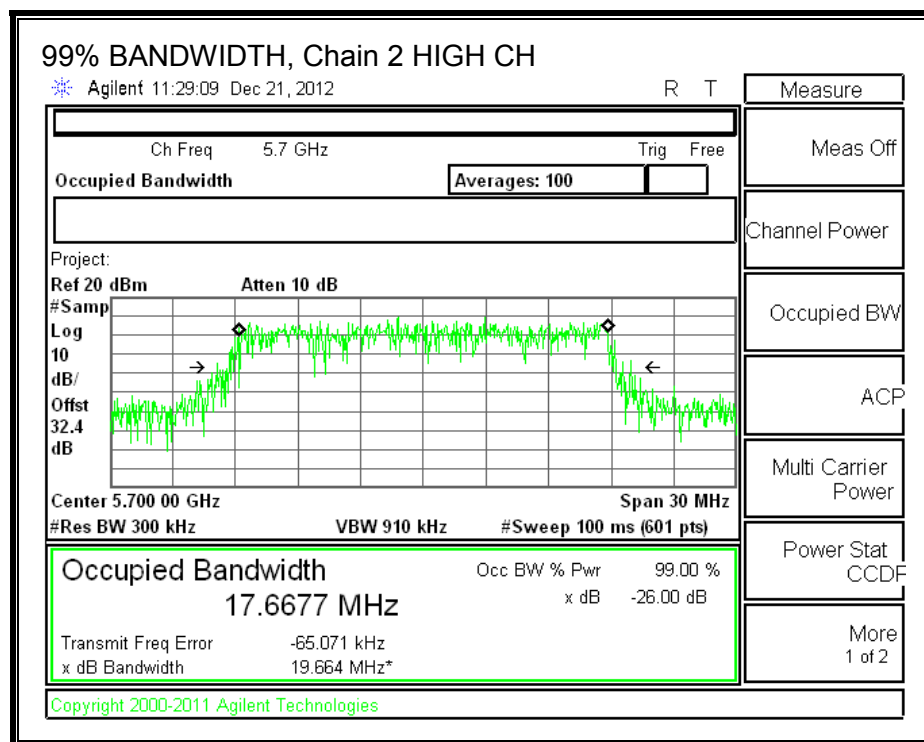 99% BANDWIDTH, Chain 2 HIGH CH
Agilent 11:29:09 Dec 21, 2012 R T
Measure
Ch Freq 5.7 GHz Trig Free
Meas Off
Occupied Bandwidth Averages: 100
Channel Power
Project:
Ref 20 dBm Atten 10 dB
#Samp
Log
10
dB/
Offst
32.4
dB
Occupied BW
ACP
Center 5.700 00 GHz Span 30 MHz
#Res BW 300 kHz VBW 910 kHz #Sweep 100 ms (601 pts)
Multi Carrier
Power
Occupied Bandwidth Occ BW % Pwr 99.00 %
17.6677 MHz x dB -26.00 dB
Transmit Freq Error -65.071 kHz
x dB Bandwidth 19.664 MHz*
Power Stat
CCDF
More
1 of 2
Copyright 2000-2011 Agilent Technologies